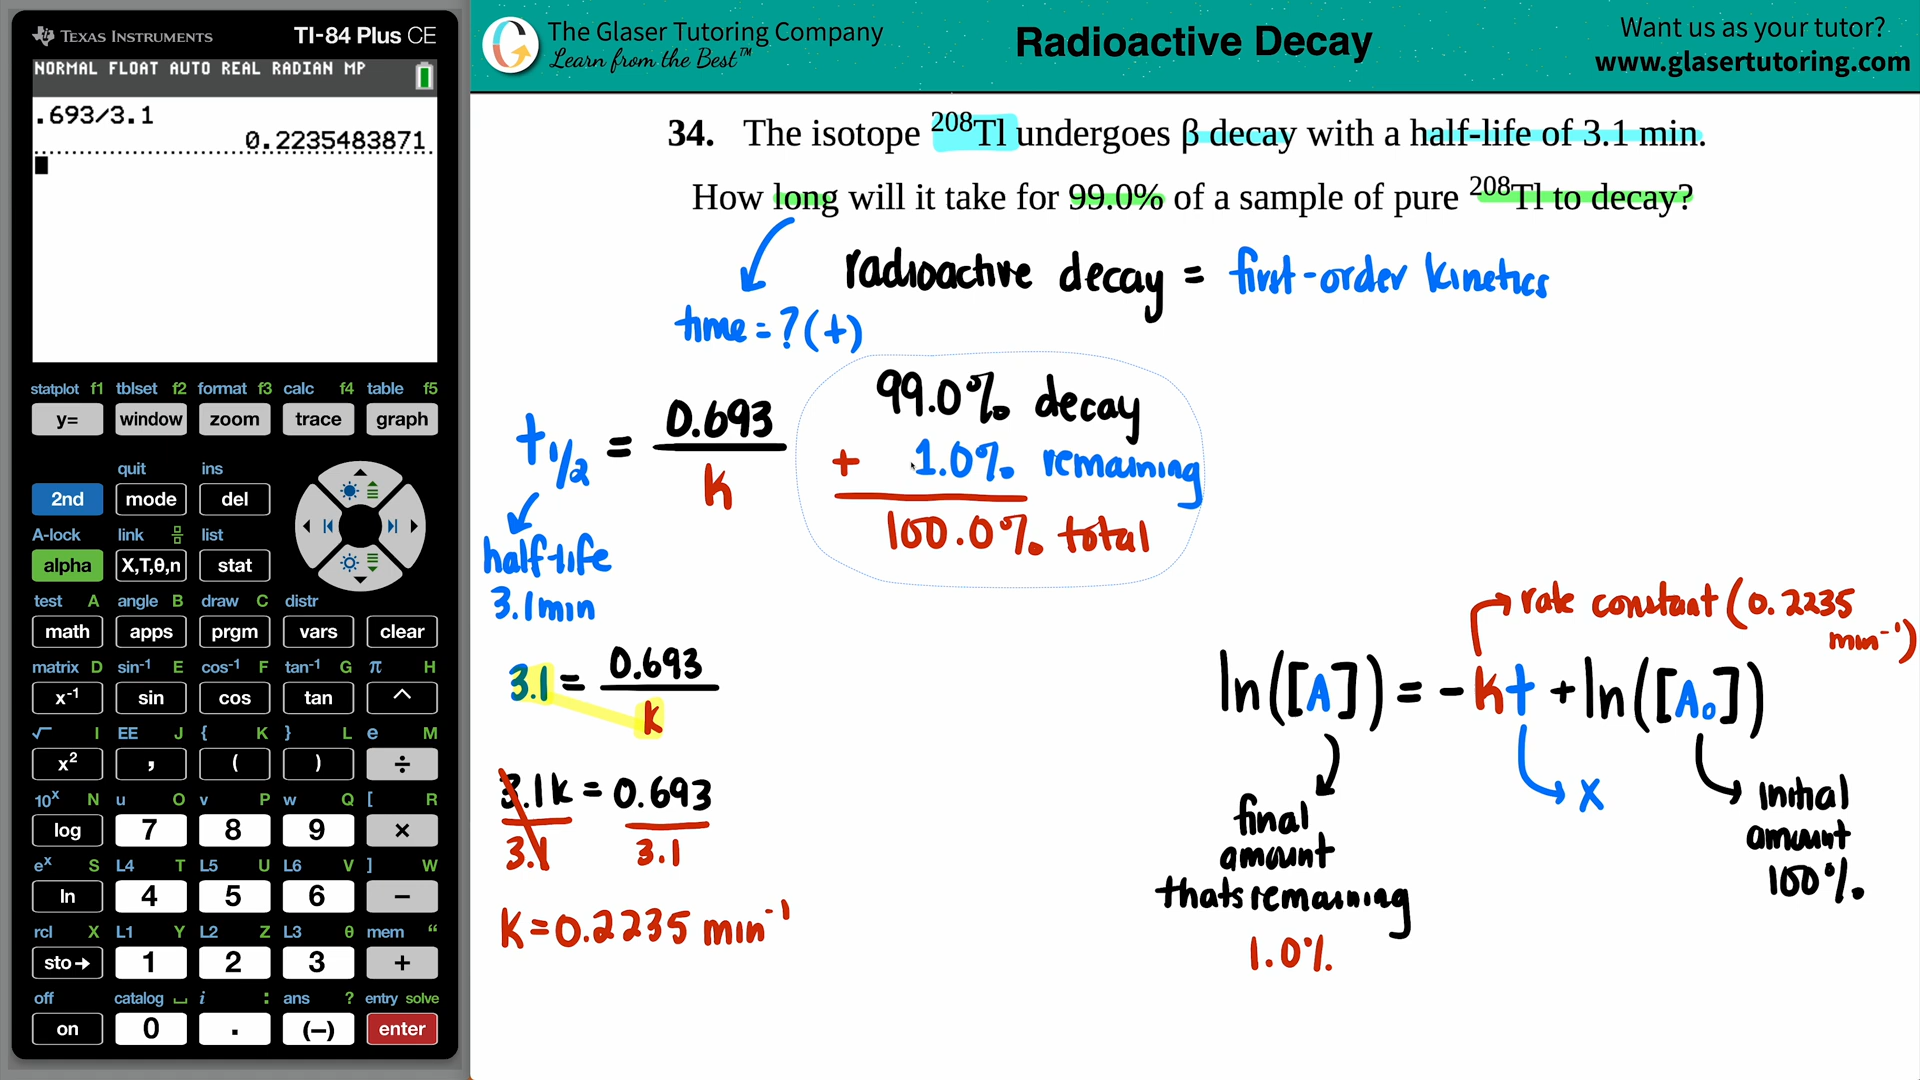 TEXAS INSTRUMENTS TI-84 Plus CE
NORMAL FLOAT AUTO REAL RADIAN MP
.693/3.1
0.2235483871
statplot f1 tblset f2 format f3 calc f4 table f5
y= window zoom trace graph
quit ins
2nd mode del
A-lock link list
alpha X,T,θ,n stat
test A angle B draw C distr
math apps prgm vars clear
matrix D sin⁻¹ E cos⁻¹ F tan⁻¹ G π H
x⁻¹ sin cos tan ^
√ I EE J { K } L e M
x² , ( ) ÷
10ˣ N u O v P w Q [ R
log 7 8 9 ×
eˣ S L4 T L5 U L6 V ] W
ln 4 5 6 −
rcl X L1 Y L2 Z L3 θ mem “
sto→ 1 2 3 +
off catalog ⎵ i : ans ? entry solve
on 0 . (−) enter
The Glaser Tutoring Company
Learn from the Best™
Radioactive Decay
Want us as your tutor?
www.glasertutoring.com
34. The isotope ²⁰⁸Tl undergoes β decay with a half-life of 3.1 min.
How long will it take for 99.0% of a sample of pure ²⁰⁸Tl to decay?
radioactive decay = first-order kinetics
time = ? (t)
t1/2 = 0.693 / k
half life
3.1 min
99.0% decay
+ 1.0% remaining
100.0% total
3.1 = 0.693 / k
3.1k = 0.693
3.1 3.1
K = 0.2235 min⁻¹
rate constant (0.2235 min⁻¹)
ln([A]) = -kt + ln([A₀])
final amount thats remaining
1.0%
x
initial amount
100%